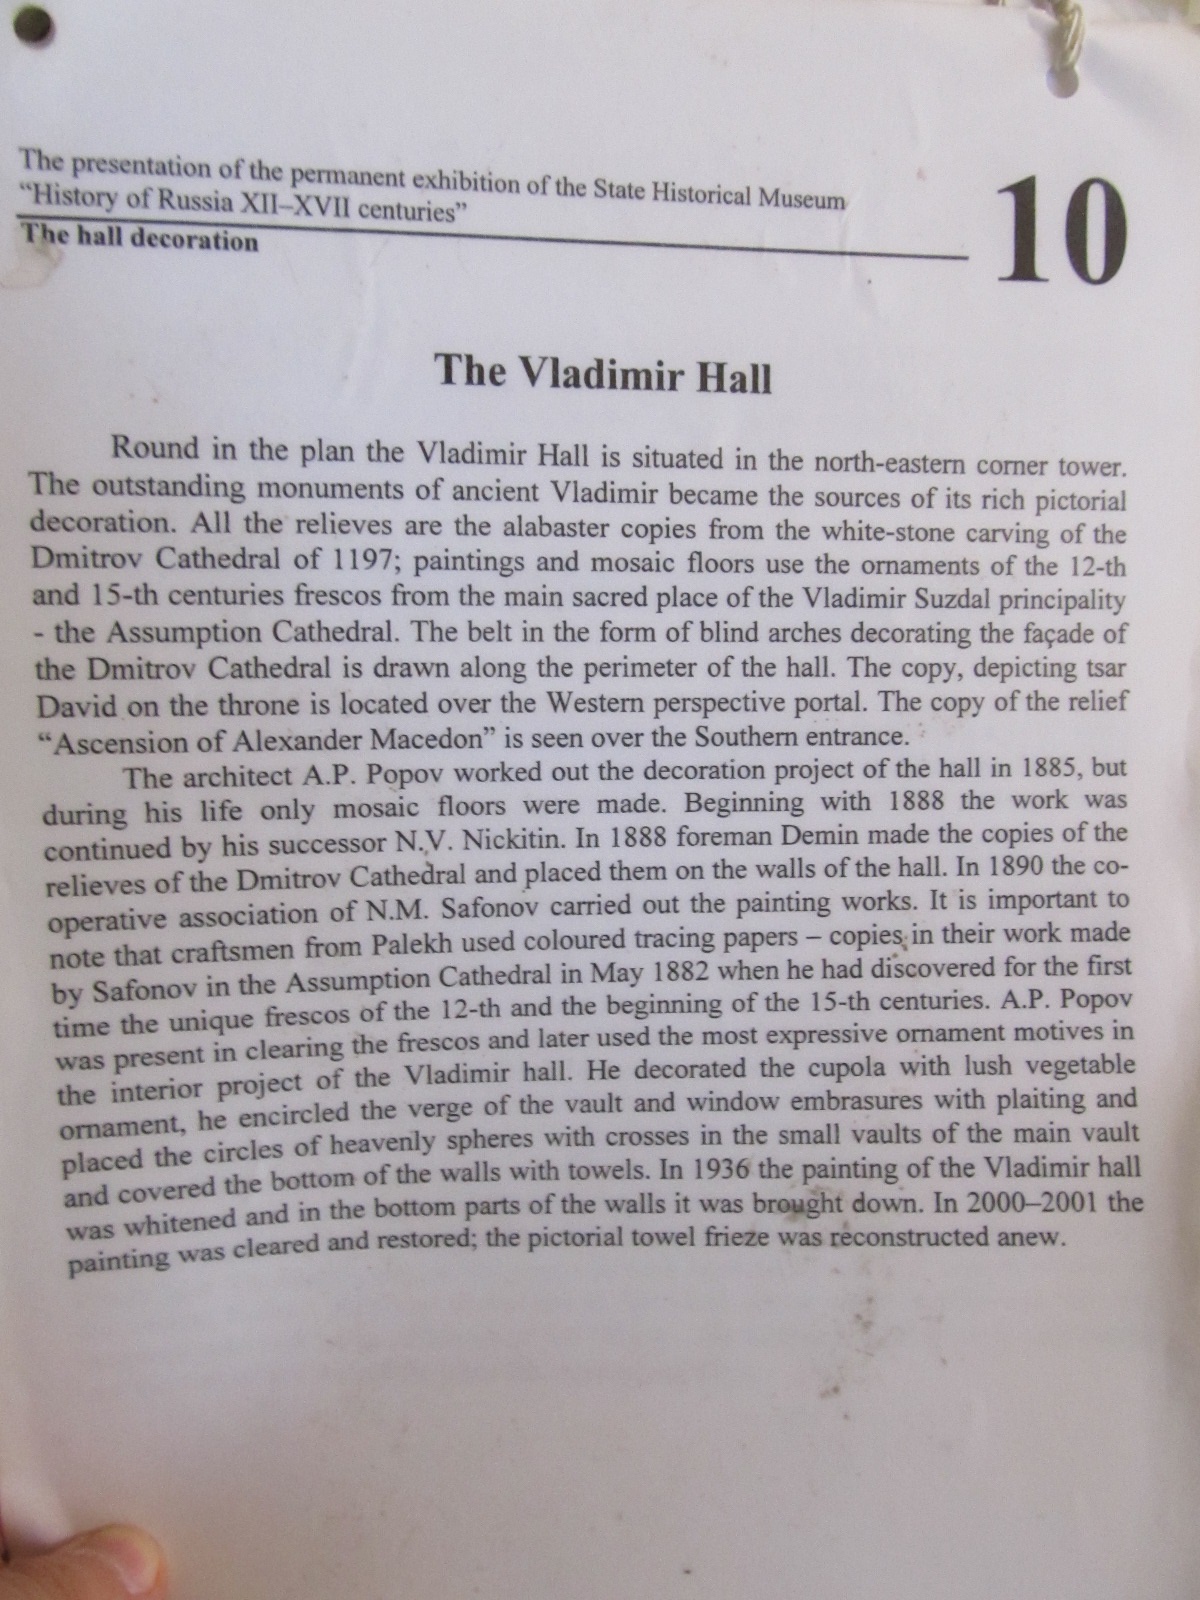 The presentation of the permanent exhibition of the State Historical Museum
“History of Russia XII–XVII centuries”
The hall decoration
10
The Vladimir Hall
Round in the plan the Vladimir Hall is situated in the north-eastern corner tower.
The outstanding monuments of ancient Vladimir became the sources of its rich pictorial
decoration. All the relieves are the alabaster copies from the white-stone carving of the
Dmitrov Cathedral of 1197; paintings and mosaic floors use the ornaments of the 12-th
and 15-th centuries frescos from the main sacred place of the Vladimir Suzdal principality
- the Assumption Cathedral. The belt in the form of blind arches decorating the façade of
the Dmitrov Cathedral is drawn along the perimeter of the hall. The copy, depicting tsar
David on the throne is located over the Western perspective portal. The copy of the relief
“Ascension of Alexander Macedon” is seen over the Southern entrance.
The architect A.P. Popov worked out the decoration project of the hall in 1885, but
during his life only mosaic floors were made. Beginning with 1888 the work was
continued by his successor N.V. Nickitin. In 1888 foreman Demin made the copies of the
relieves of the Dmitrov Cathedral and placed them on the walls of the hall. In 1890 the co-
operative association of N.M. Safonov carried out the painting works. It is important to
note that craftsmen from Palekh used coloured tracing papers – copies in their work made
by Safonov in the Assumption Cathedral in May 1882 when he had discovered for the first
time the unique frescos of the 12-th and the beginning of the 15-th centuries. A.P. Popov
was present in clearing the frescos and later used the most expressive ornament motives in
the interior project of the Vladimir hall. He decorated the cupola with lush vegetable
ornament, he encircled the verge of the vault and window embrasures with plaiting and
placed the circles of heavenly spheres with crosses in the small vaults of the main vault
and covered the bottom of the walls with towels. In 1936 the painting of the Vladimir hall
was whitened and in the bottom parts of the walls it was brought down. In 2000–2001 the
painting was cleared and restored; the pictorial towel frieze was reconstructed anew.